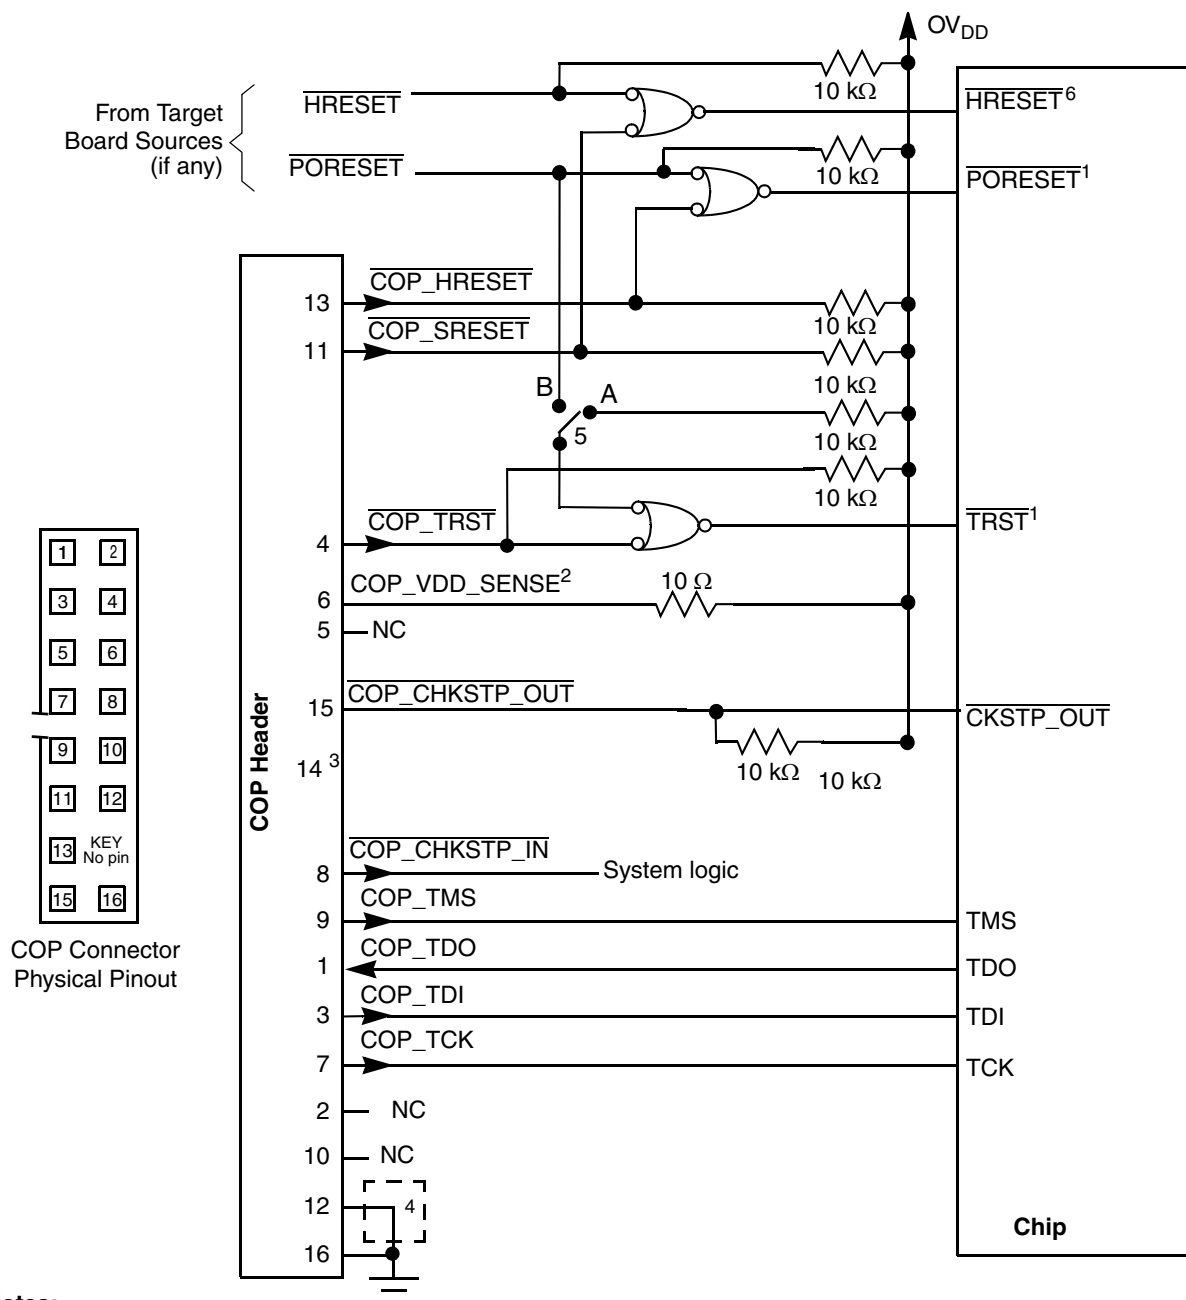 OVDD
10 kΩ
From Target
Board Sources
(if any)
HRESET
HRESET6
PORESET
10 kΩ
PORESET1
COP_HRESET
13
10 kΩ
COP_SRESET
11
10 kΩ
B
A
5
10 kΩ
10 kΩ
COP_TRST
4
TRST1
COP_VDD_SENSE2
10 Ω
6
5
NC
COP_CHKSTP_OUT
15
CKSTP_OUT
10 kΩ
10 kΩ
14 3
COP Header
COP_CHKSTP_IN
8
System logic
COP_TMS
9
TMS
COP_TDO
1
TDO
COP_TDI
3
TDI
COP_TCK
7
TCK
2
NC
10
NC
12
4
16
Chip
1 2
3 4
5 6
7 8
9 10
11 12
13 KEY
No pin
15 16
COP Connector
Physical Pinout